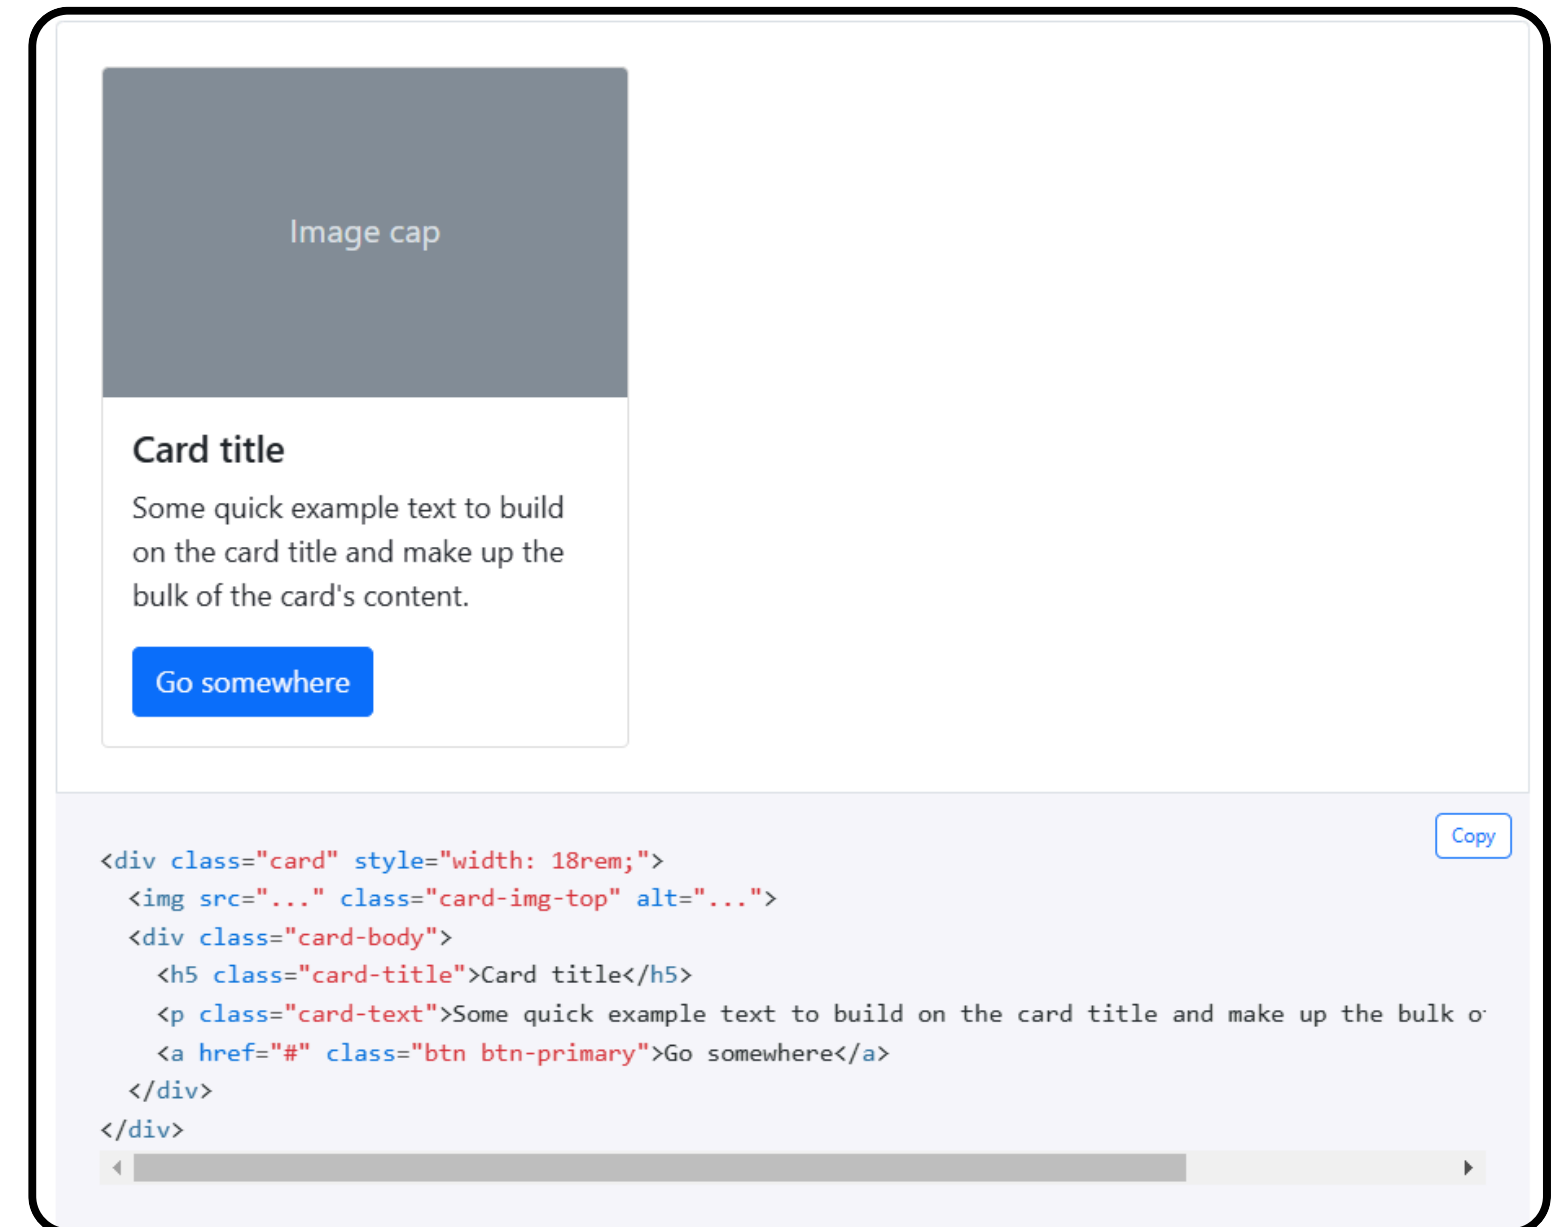 Image cap
Card title
Some quick example text to build
on the card title and make up the
bulk of the card's content.
Go somewhere
Copy
<div class="card" style="width: 18rem;">
  <img src="..." class="card-img-top" alt="...">
  <div class="card-body">
    <h5 class="card-title">Card title</h5>
    <p class="card-text">Some quick example text to build on the card title and make up the bulk o
    <a href="#" class="btn btn-primary">Go somewhere</a>
  </div>
</div>